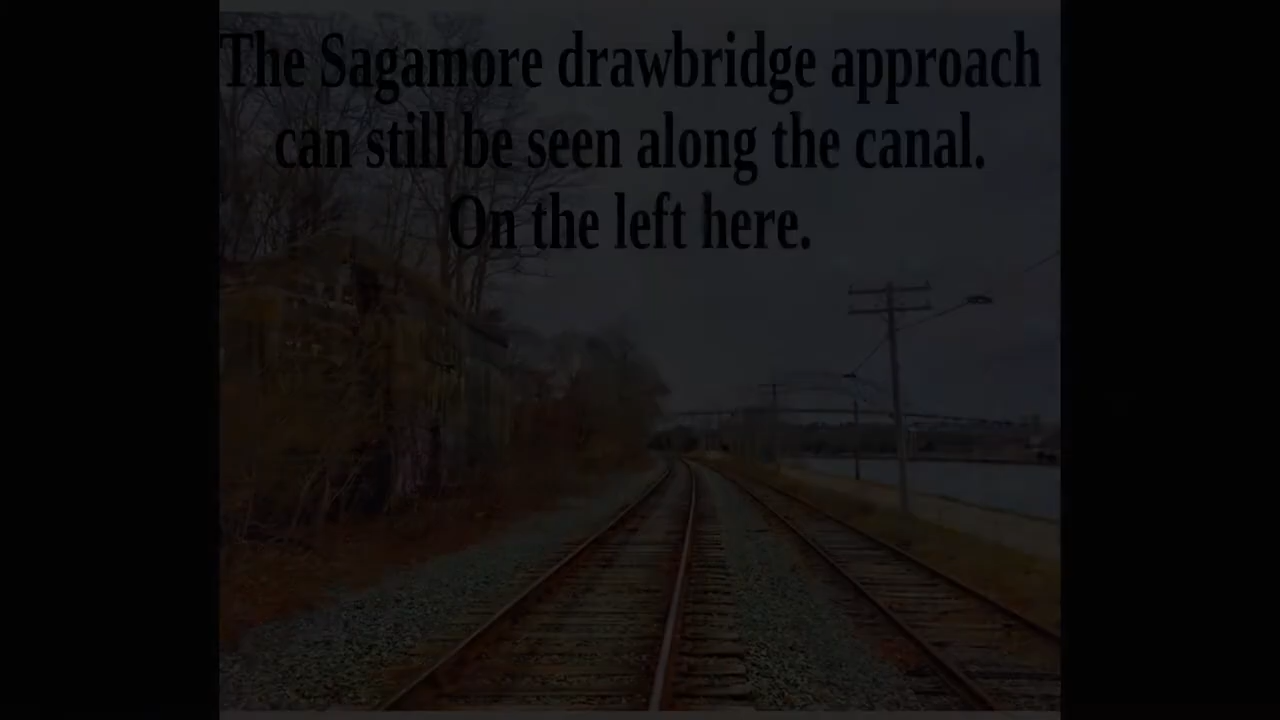 The Sagamore drawbridge approach
can still be seen along the canal.
On the left here.